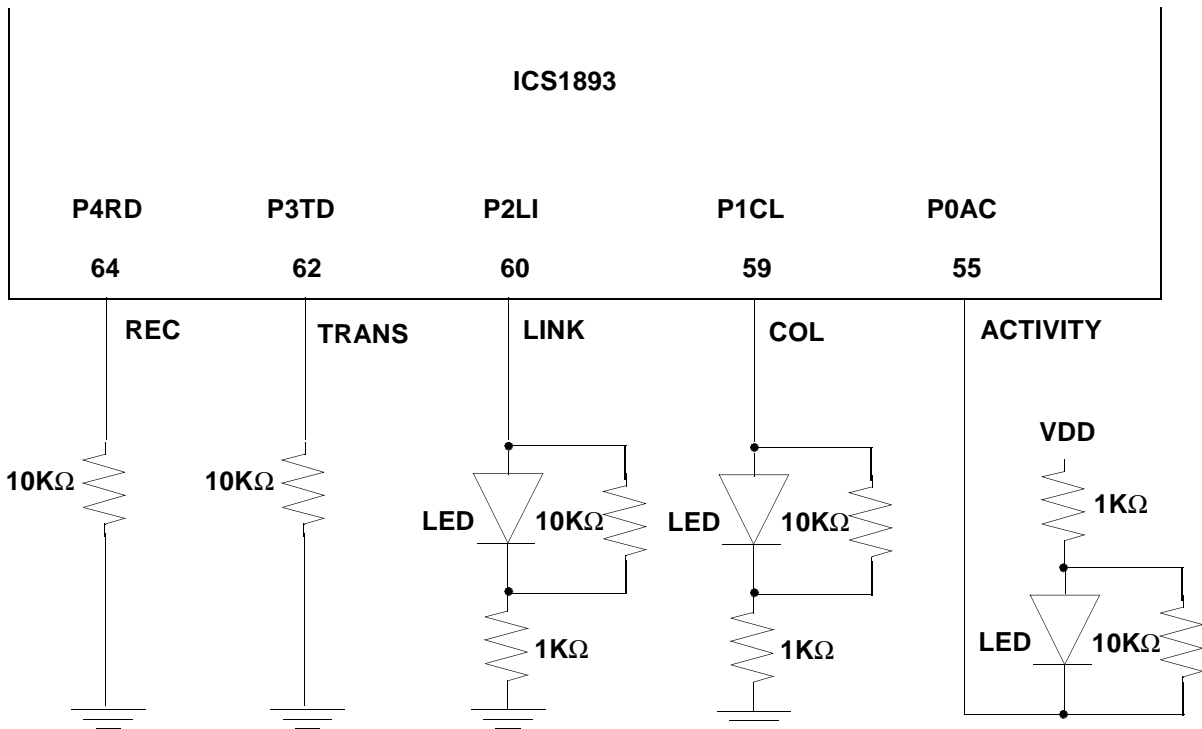 ICS1893
P4RD P3TD P2LI P1CL P0AC
64 62 60 59 55
REC TRANS LINK COL ACTIVITY
VDD
10KΩ 10KΩ 1KΩ
LED 10KΩ LED 10KΩ
1KΩ 1KΩ LED 10KΩ